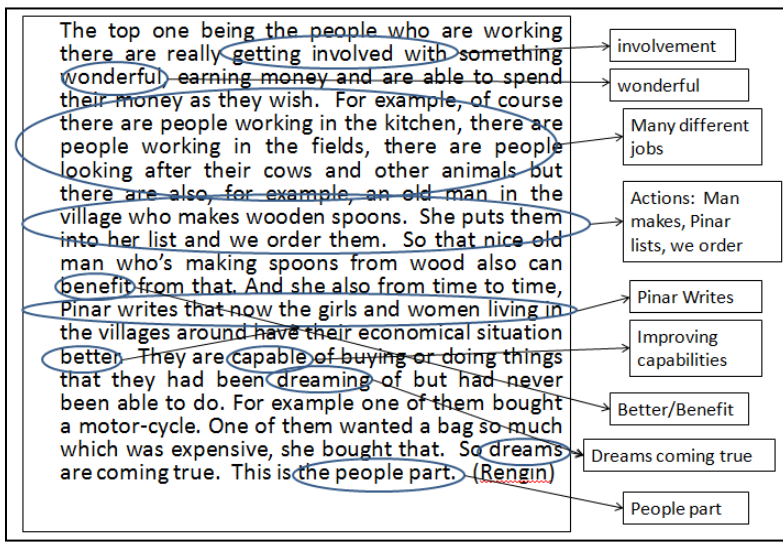 The top one being the people who are working
there are really getting involved with something
wonderful, earning money and are able to spend
their money as they wish. For example, of course
there are people working in the kitchen, there are
people working in the fields, there are people
looking after their cows and other animals but
there are also, for example, an old man in the
village who makes wooden spoons. She puts them
into her list and we order them. So that nice old
man who's making spoons from wood also can
benefit from that. And she also from time to time,
Pinar writes that now the girls and women living in
the villages around have their economical situation
better. They are capable of buying or doing things
that they had been dreaming of but had never
been able to do. For example one of them bought
a motor-cycle. One of them wanted a bag so much
which was expensive, she bought that. So dreams
are coming true. This is the people part. (Rengin)
involvement
wonderful
Many different
jobs
Actions: Man
makes, Pinar
lists, we order
Pinar Writes
Improving
capabilities
Better/Benefit
Dreams coming true
People part